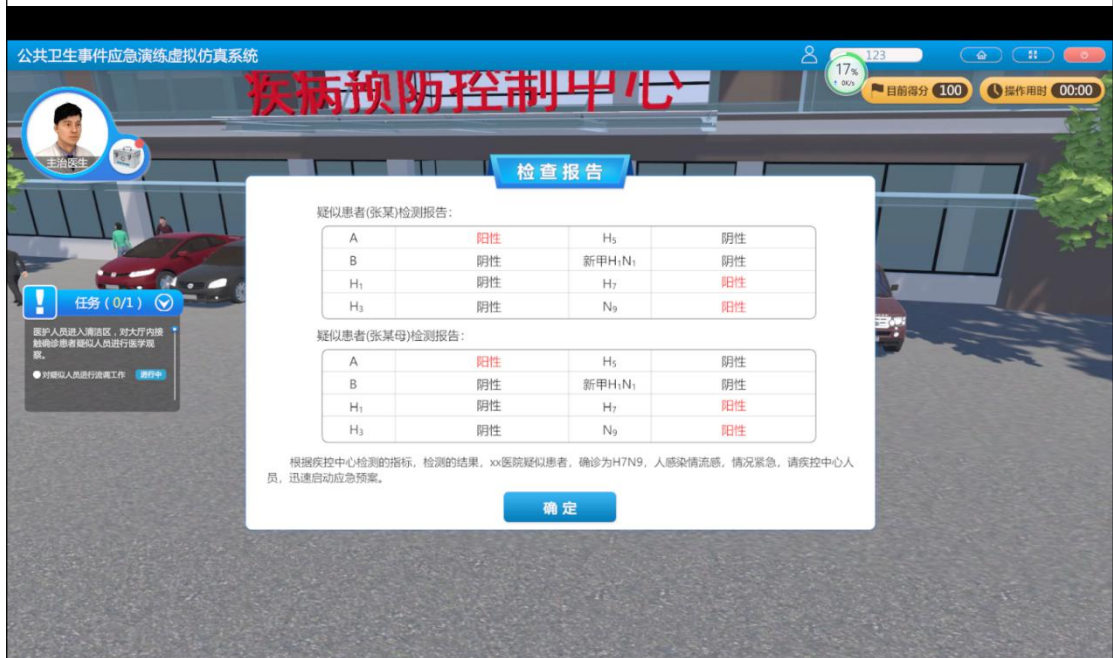 公共卫生事件应急演练虚拟仿真系统
123
17%
↑ 0K/s
目前得分 100
操作用时 00:00
疾病预防控制中心
主治医生
检查报告
疑似患者(张某)检测报告：
A 阳性 H₅ 阴性
B 阴性 新甲H₁N₁ 阴性
H₁ 阴性 H₇ 阳性
H₃ 阴性 N₉ 阳性
疑似患者(张某母)检测报告：
A 阳性 H₅ 阴性
B 阴性 新甲H₁N₁ 阴性
H₁ 阴性 H₇ 阳性
H₃ 阴性 N₉ 阳性
根据疾控中心检测的指标，检测的结果，xx医院疑似患者，确诊为H7N9，人感染情流感，情况紧急，请疾控中心人
员，迅速启动应急预案。
确定
任务（0/1）
医护人员进入清洁区，对大厅内接
触确诊患者疑似人员进行医学观
察。
对疑似人员进行流调工作 进行中